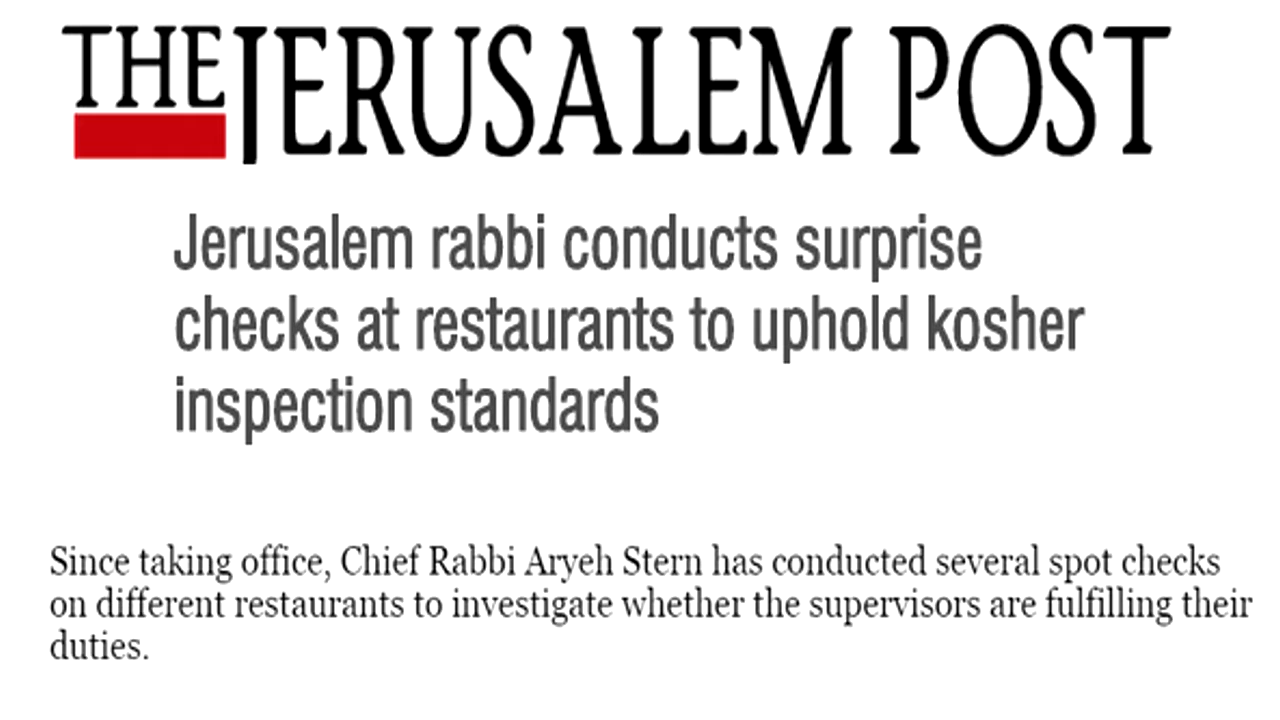 THE JERUSALEM POST
Jerusalem rabbi conducts surprise
checks at restaurants to uphold kosher
inspection standards
Since taking office, Chief Rabbi Aryeh Stern has conducted several spot checks
on different restaurants to investigate whether the supervisors are fulfilling their
duties.